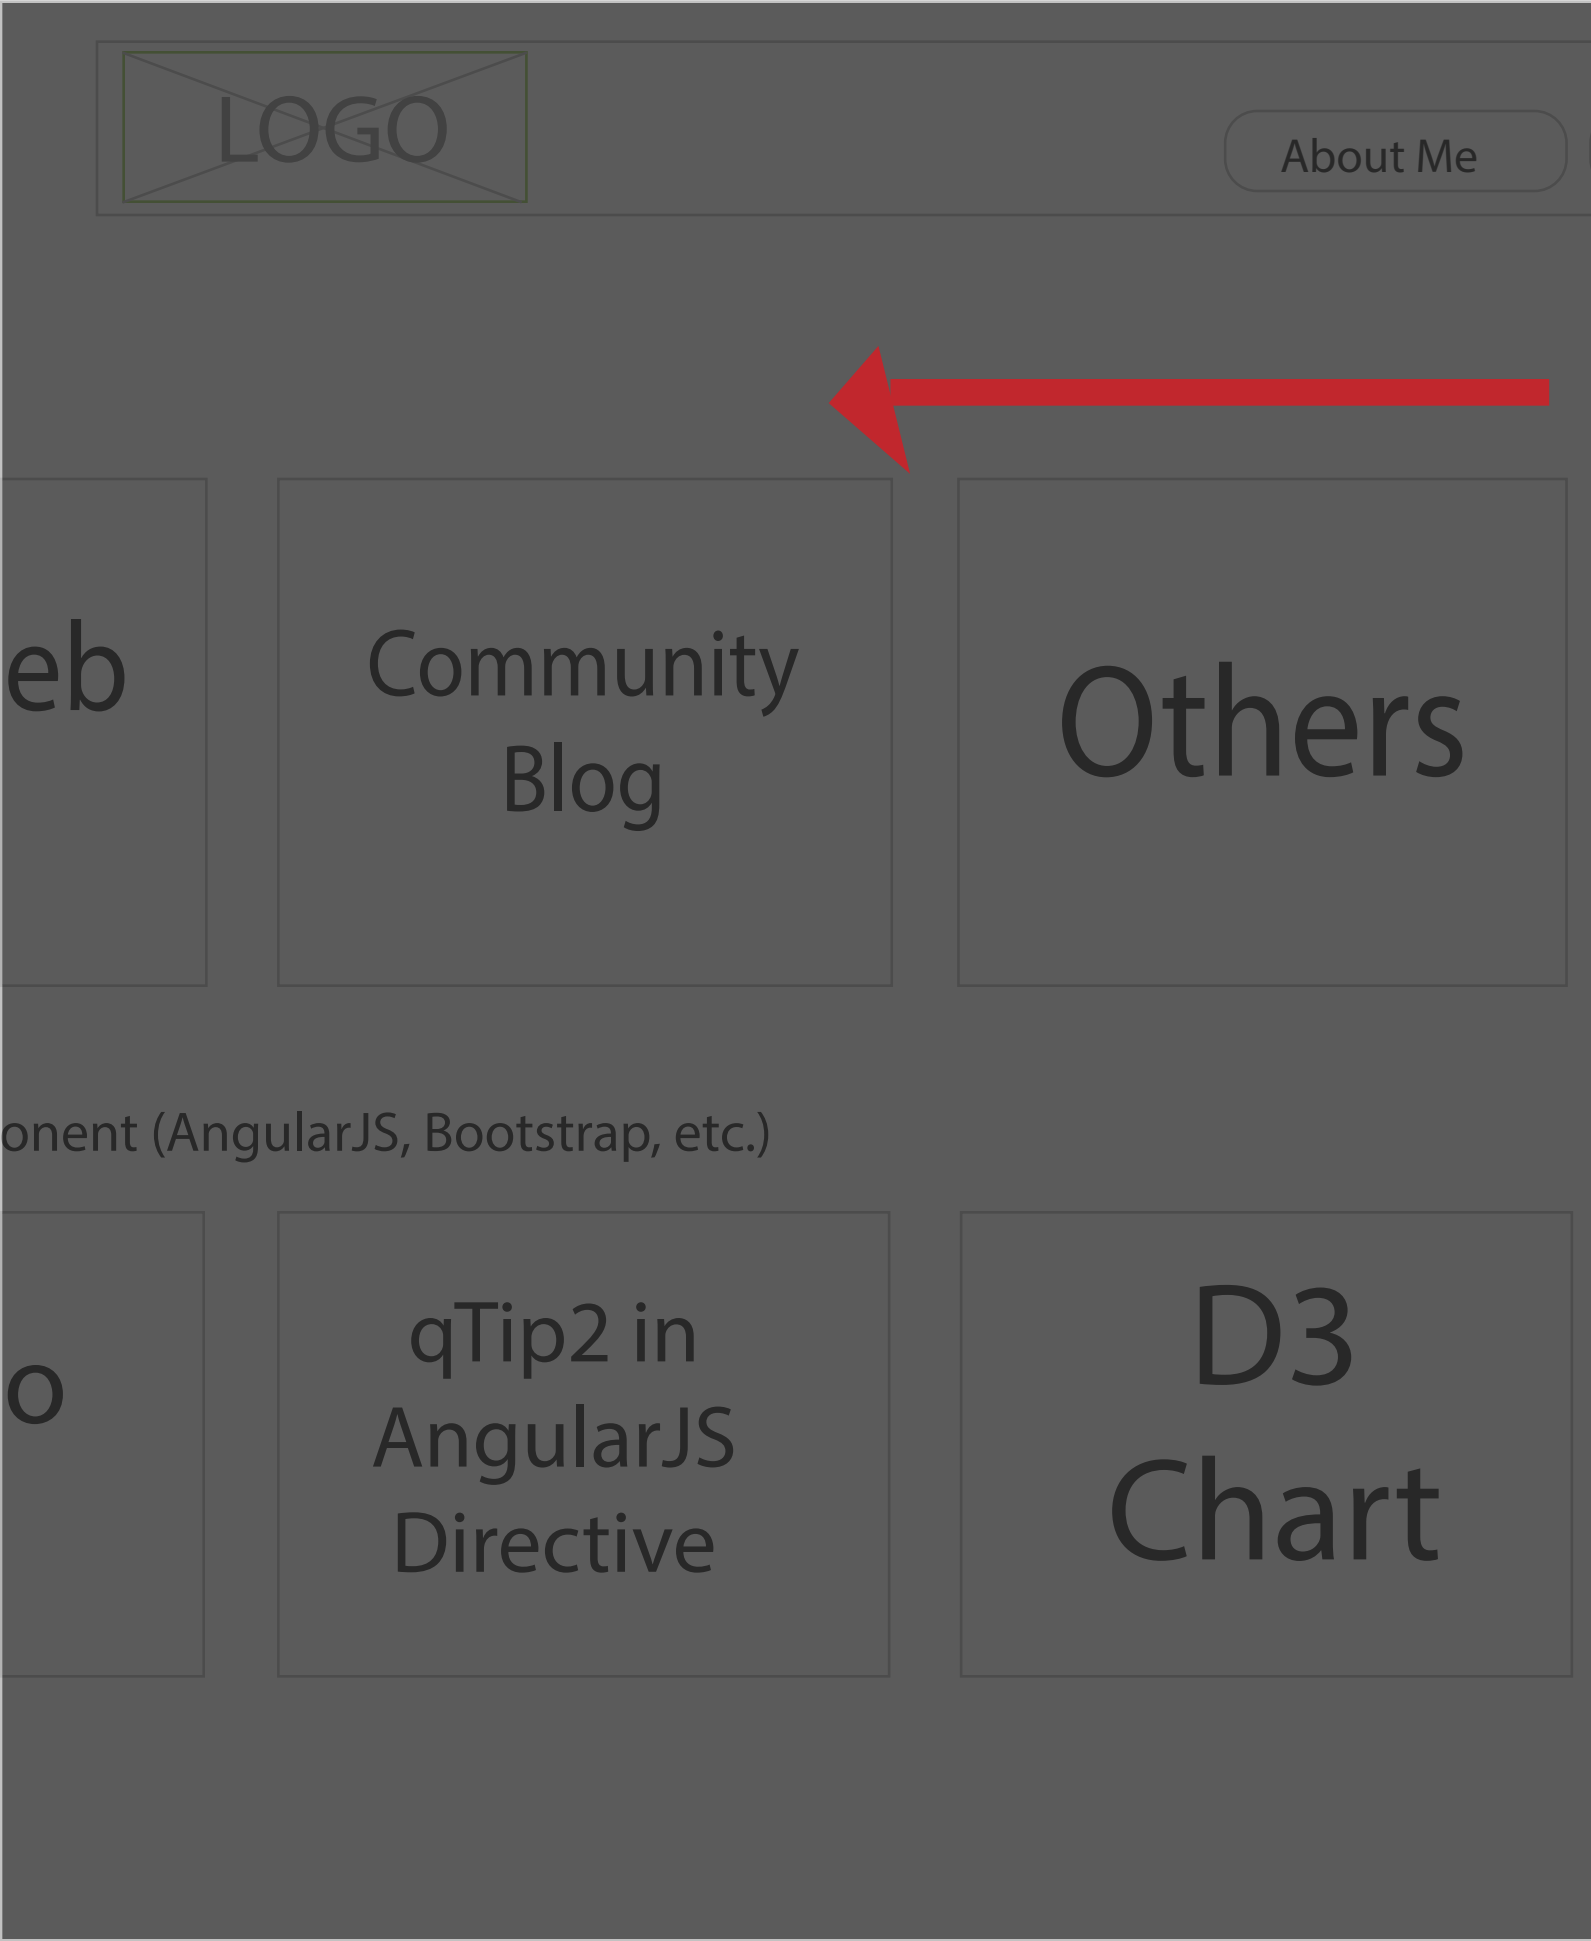 LOGO
About Me
eb
Community
Blog
Others
onent (AngularJS, Bootstrap, etc.)
o
qTip2 in
AngularJS
Directive
D3
Chart